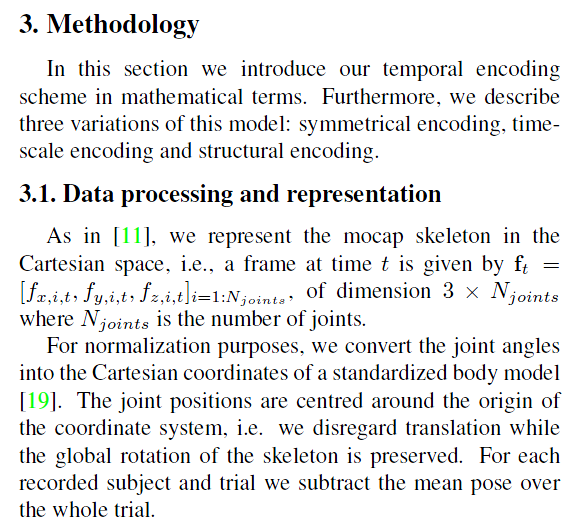 3. Methodology
In this section we introduce our temporal encoding
scheme in mathematical terms. Furthermore, we describe
three variations of this model: symmetrical encoding, time-
scale encoding and structural encoding.
3.1. Data processing and representation
As in [11], we represent the mocap skeleton in the
Cartesian space, i.e., a frame at time t is given by fₜ =
[f_{x,i,t}, f_{y,i,t}, f_{z,i,t}]_{i=1:N_{joints}}, of dimension 3 × N_{joints}
where N_{joints} is the number of joints.
For normalization purposes, we convert the joint angles
into the Cartesian coordinates of a standardized body model
[19]. The joint positions are centred around the origin of
the coordinate system, i.e. we disregard translation while
the global rotation of the skeleton is preserved. For each
recorded subject and trial we subtract the mean pose over
the whole trial.